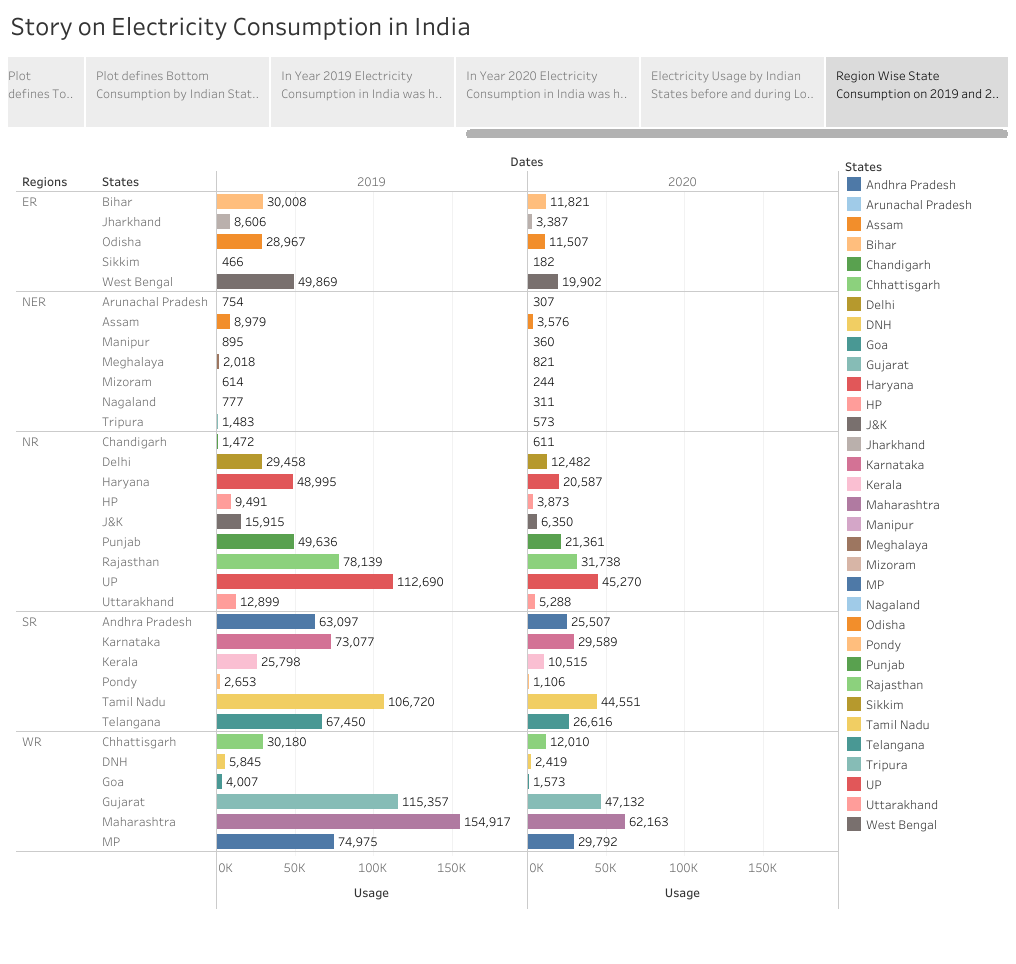 Story on Electricity Consumption in India
Plot
defines To..
Plot defines Bottom
Consumption by Indian Stat..
In Year 2019 Electricity
Consumption in India was h..
In Year 2020 Electricity
Consumption in India was h..
Electricity Usage by Indian
States before and during Lo..
Region Wise State
Consumption on 2019 and 2..
Dates
Regions States 2019 2020
ER Bihar 30,008 11,821
Jharkhand 8,606 3,387
Odisha 28,967 11,507
Sikkim 466 182
West Bengal 49,869 19,902
NER Arunachal Pradesh 754 307
Assam 8,979 3,576
Manipur 895 360
Meghalaya 2,018 821
Mizoram 614 244
Nagaland 777 311
Tripura 1,483 573
NR Chandigarh 1,472 611
Delhi 29,458 12,482
Haryana 48,995 20,587
HP 9,491 3,873
J&K 15,915 6,350
Punjab 49,636 21,361
Rajasthan 78,139 31,738
UP 112,690 45,270
Uttarakhand 12,899 5,288
SR Andhra Pradesh 63,097 25,507
Karnataka 73,077 29,589
Kerala 25,798 10,515
Pondy 2,653 1,106
Tamil Nadu 106,720 44,551
Telangana 67,450 26,616
WR Chhattisgarh 30,180 12,010
DNH 5,845 2,419
Goa 4,007 1,573
Gujarat 115,357 47,132
Maharashtra 154,917 62,163
MP 74,975 29,792
0K 50K 100K 150K 0K 50K 100K 150K
Usage Usage
States
Andhra Pradesh
Arunachal Pradesh
Assam
Bihar
Chandigarh
Chhattisgarh
Delhi
DNH
Goa
Gujarat
Haryana
HP
J&K
Jharkhand
Karnataka
Kerala
Maharashtra
Manipur
Meghalaya
Mizoram
MP
Nagaland
Odisha
Pondy
Punjab
Rajasthan
Sikkim
Tamil Nadu
Telangana
Tripura
UP
Uttarakhand
West Bengal